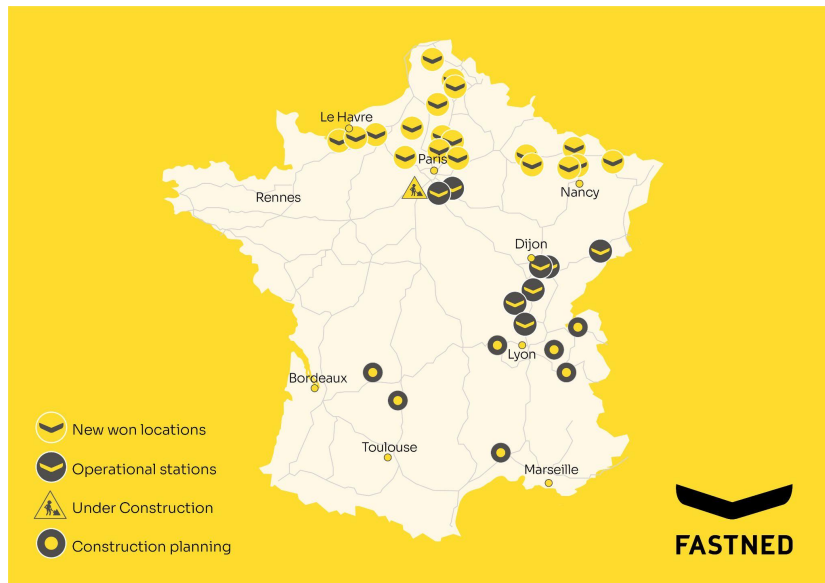 Le Havre
Paris
Rennes
Nancy
Dijon
Lyon
Bordeaux
Toulouse
Marseille
New won locations
Operational stations
Under Construction
Construction planning
FASTNED